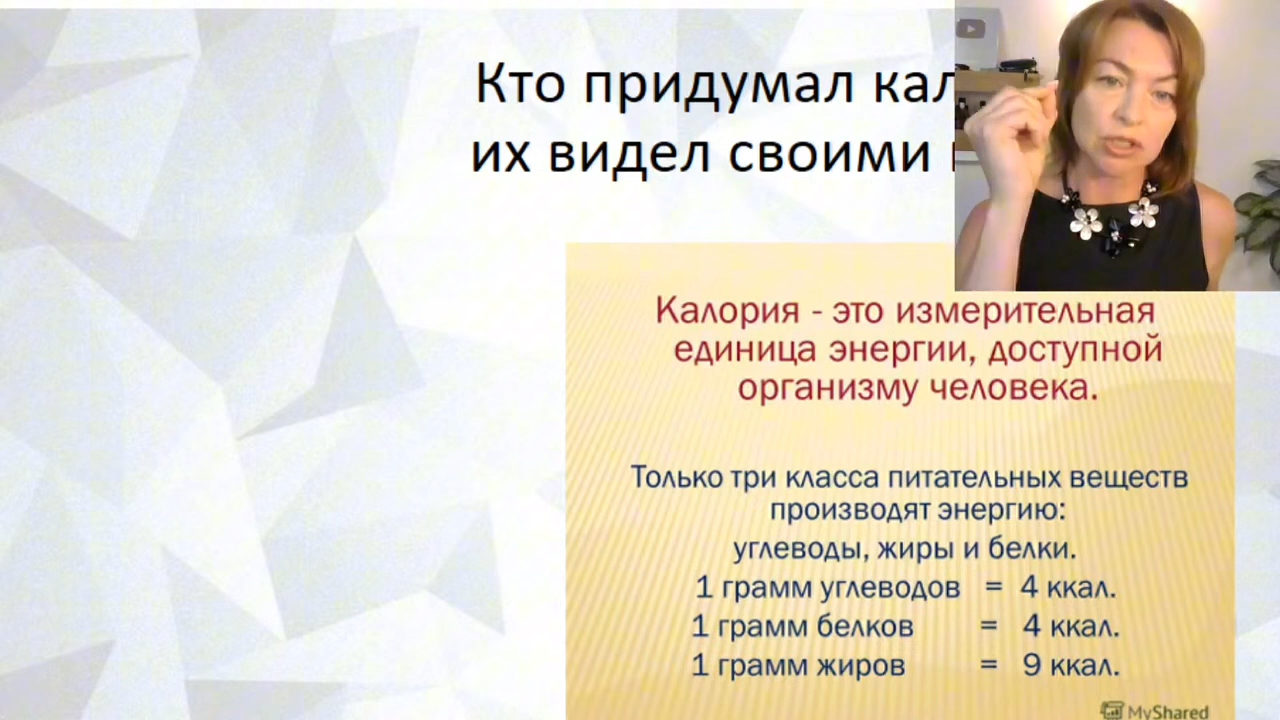 Кто придумал
их видел своими
Калория - это измерительная
единица энергии, доступной
организму человека.
Только три класса питательных веществ
производят энергию:
углеводы, жиры и белки.
1 грамм углеводов = 4 ккал.
1 грамм белков = 4 ккал.
1 грамм жиров = 9 ккал.
MyShared